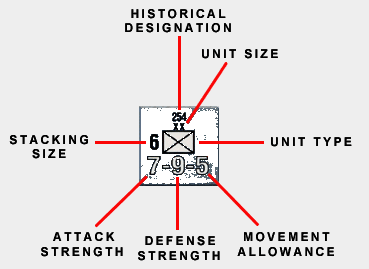 HISTORICAL
DESIGNATION
UNIT SIZE
254
XX
STACKING
SIZE
6
UNIT TYPE
7-9-5
ATTACK
STRENGTH
DEFENSE
STRENGTH
MOVEMENT
ALLOWANCE